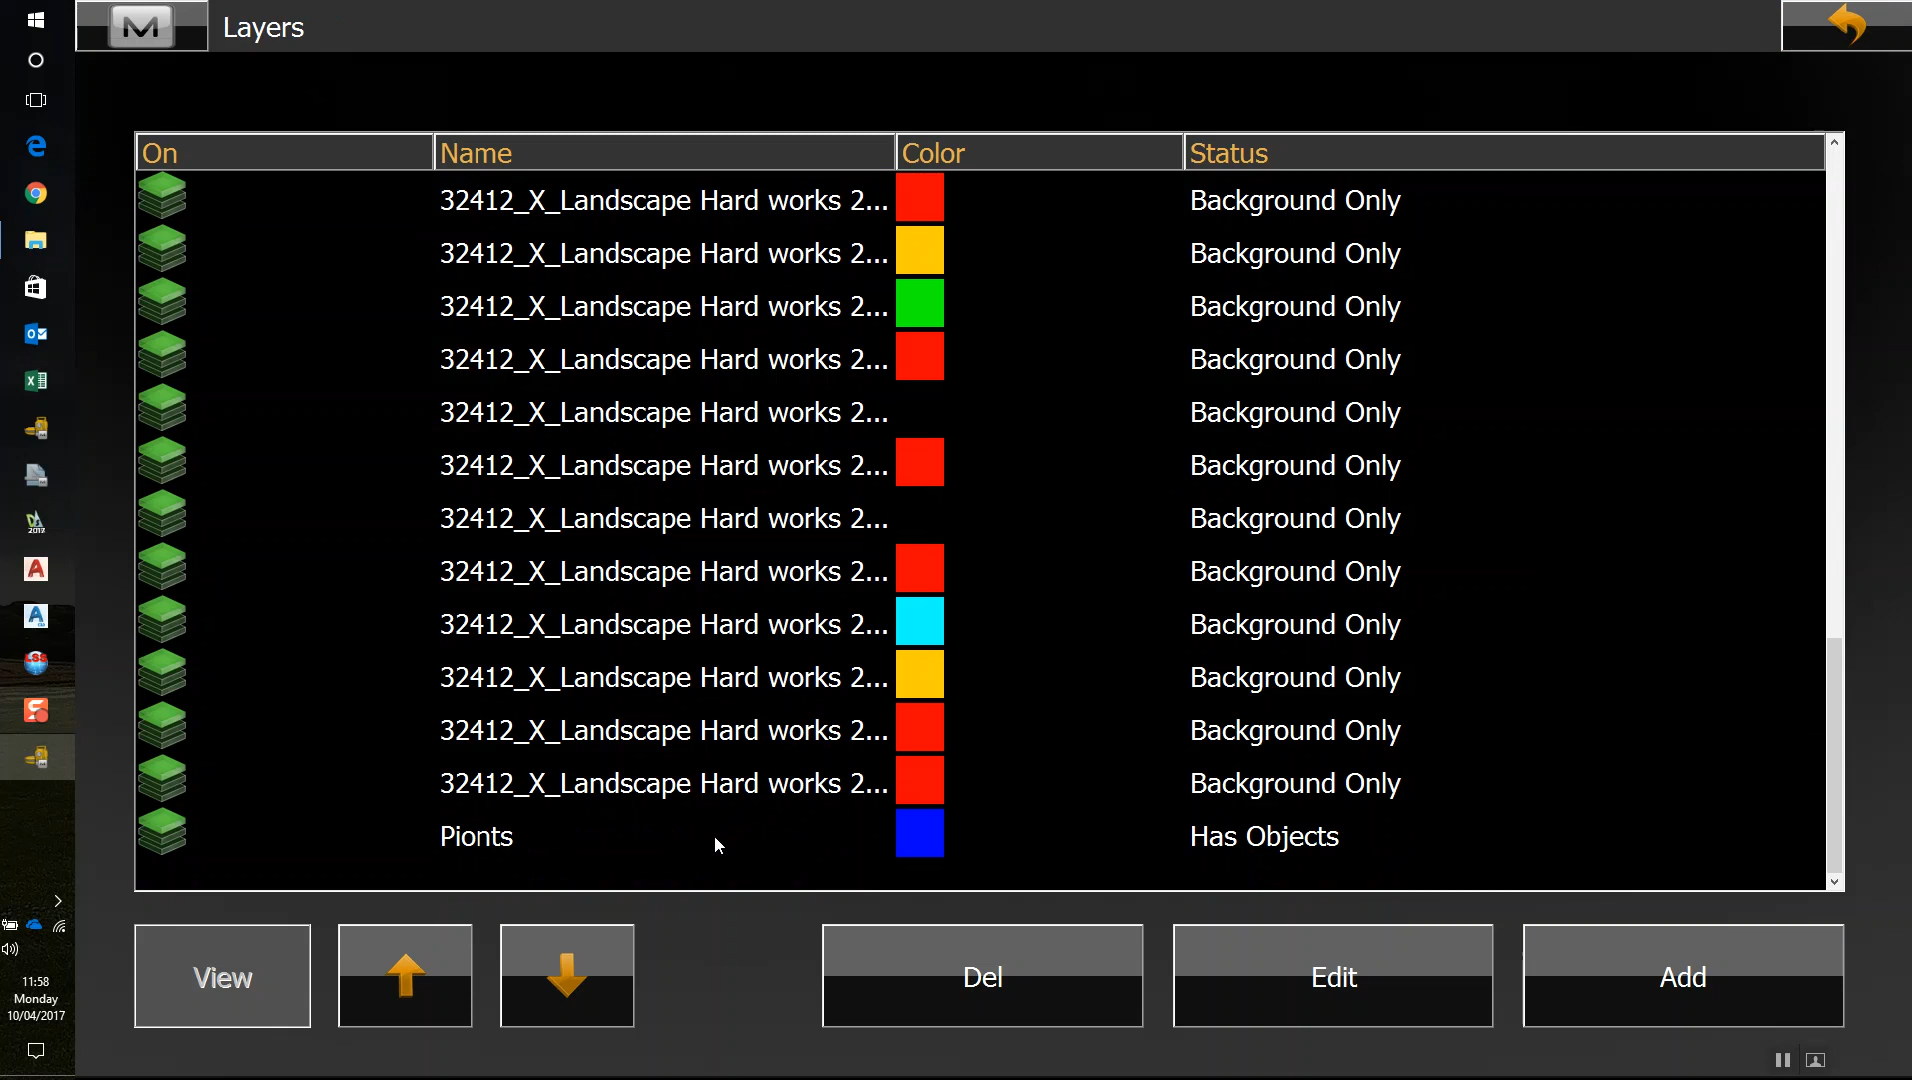 M Layers
On Name Color Status
32412_X_Landscape Hard works 2... Background Only
32412_X_Landscape Hard works 2... Background Only
32412_X_Landscape Hard works 2... Background Only
32412_X_Landscape Hard works 2... Background Only
32412_X_Landscape Hard works 2... Background Only
32412_X_Landscape Hard works 2... Background Only
32412_X_Landscape Hard works 2... Background Only
32412_X_Landscape Hard works 2... Background Only
32412_X_Landscape Hard works 2... Background Only
32412_X_Landscape Hard works 2... Background Only
32412_X_Landscape Hard works 2... Background Only
32412_X_Landscape Hard works 2... Background Only
Pionts Has Objects
View Del Edit Add
2017
LSS
11:58
Monday
10/04/2017